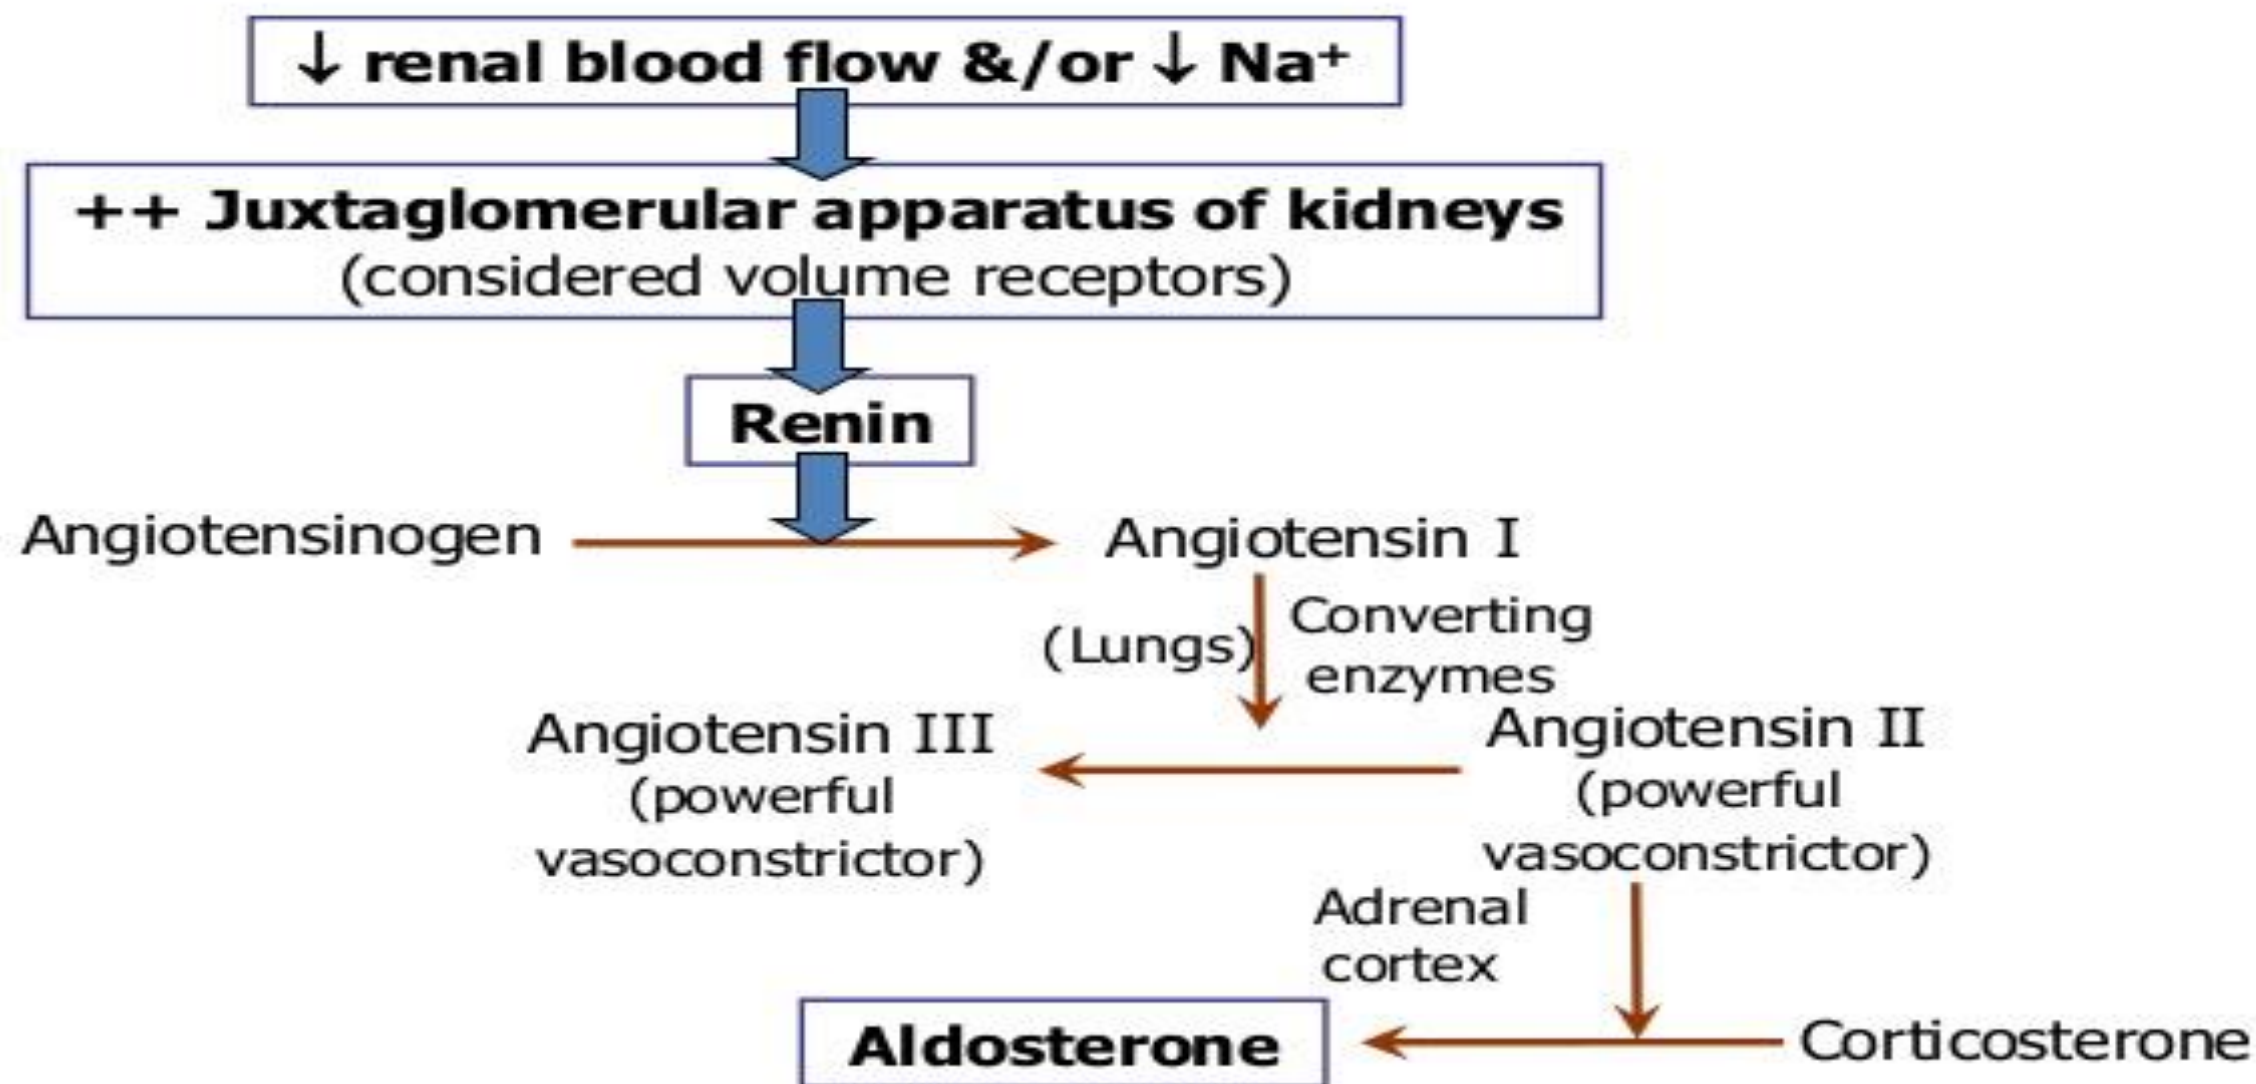 ↓ renal blood flow &/or ↓ Na⁺
++ Juxtaglomerular apparatus of kidneys
(considered volume receptors)
Renin
Angiotensinogen
Angiotensin I
(Lungs)
Converting
enzymes
Angiotensin III
(powerful
vasoconstrictor)
Angiotensin II
(powerful
vasoconstrictor)
Adrenal
cortex
Aldosterone
Corticosterone